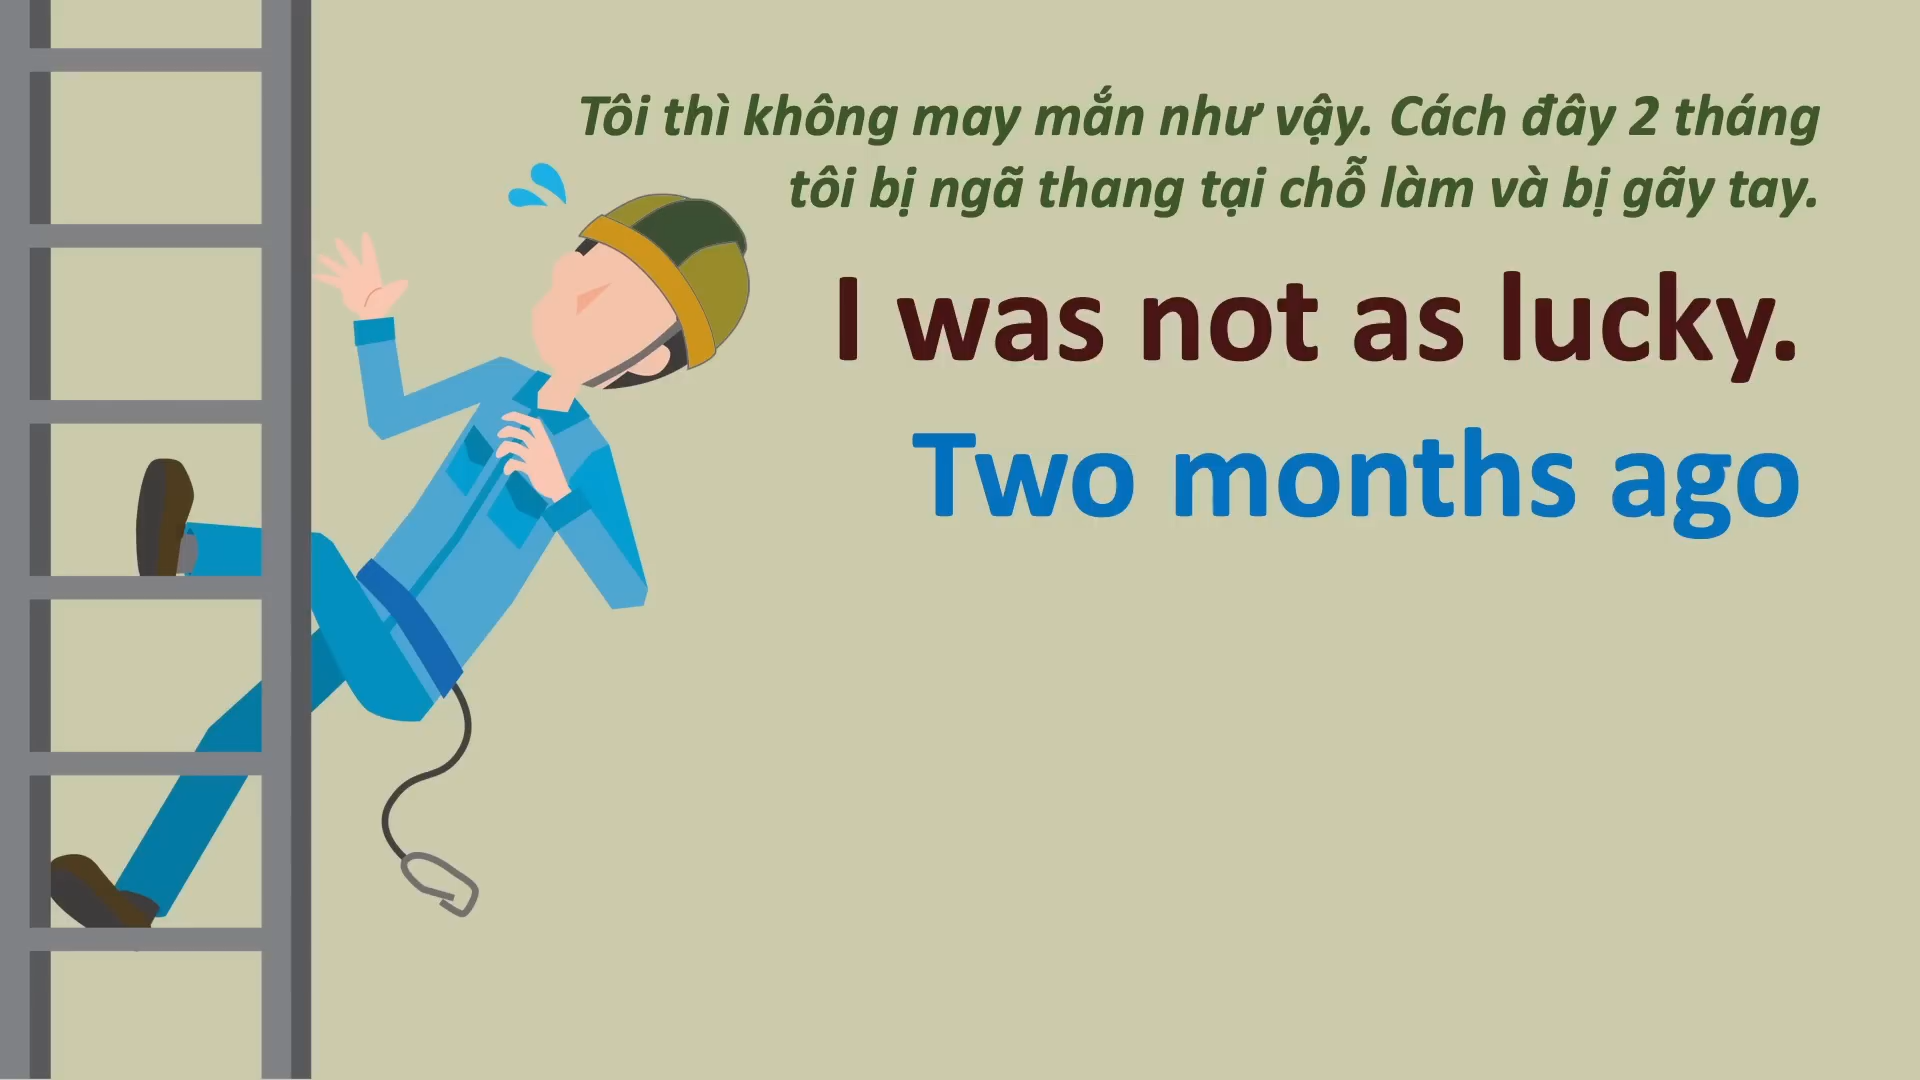 Tôi thì không may mắn như vậy. Cách đây 2 tháng
tôi bị ngã thang tại chỗ làm và bị gãy tay.
I was not as lucky.
Two months ago